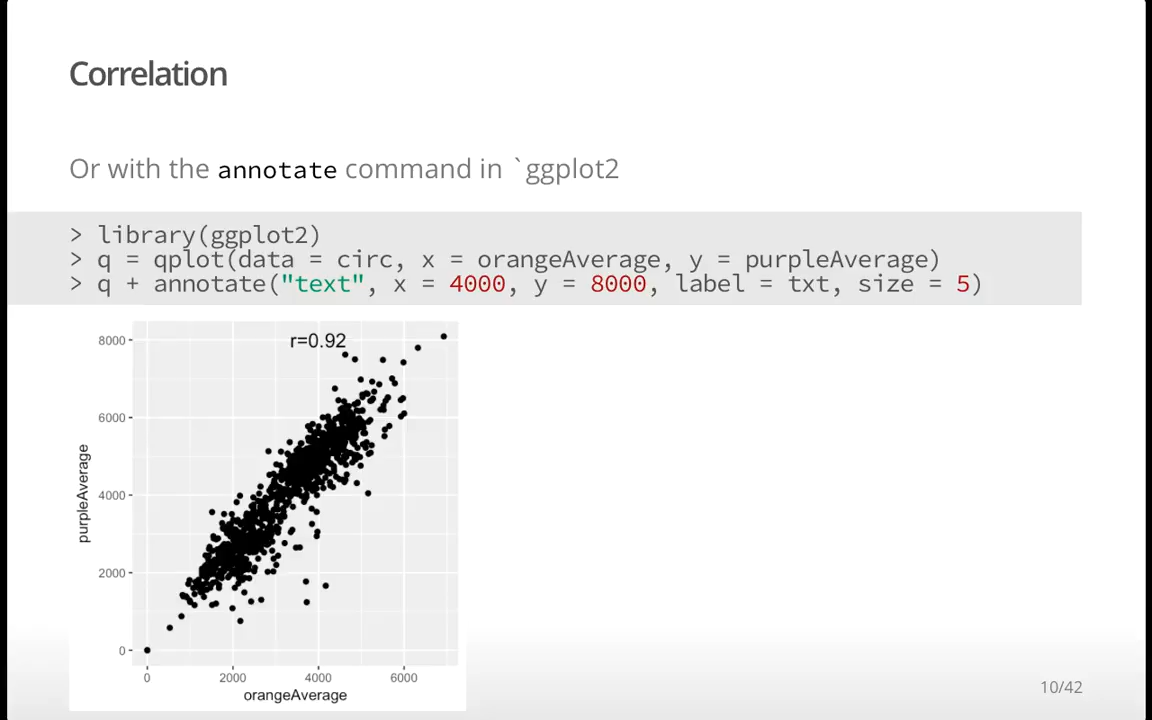 Correlation
Or with the annotate command in `ggplot2
> library(ggplot2)
> q = qplot(data = circ, x = orangeAverage, y = purpleAverage)
> q + annotate("text", x = 4000, y = 8000, label = txt, size = 5)
r=0.92
8000
6000
4000
2000
0
purpleAverage
0 2000 4000 6000
orangeAverage
10/42